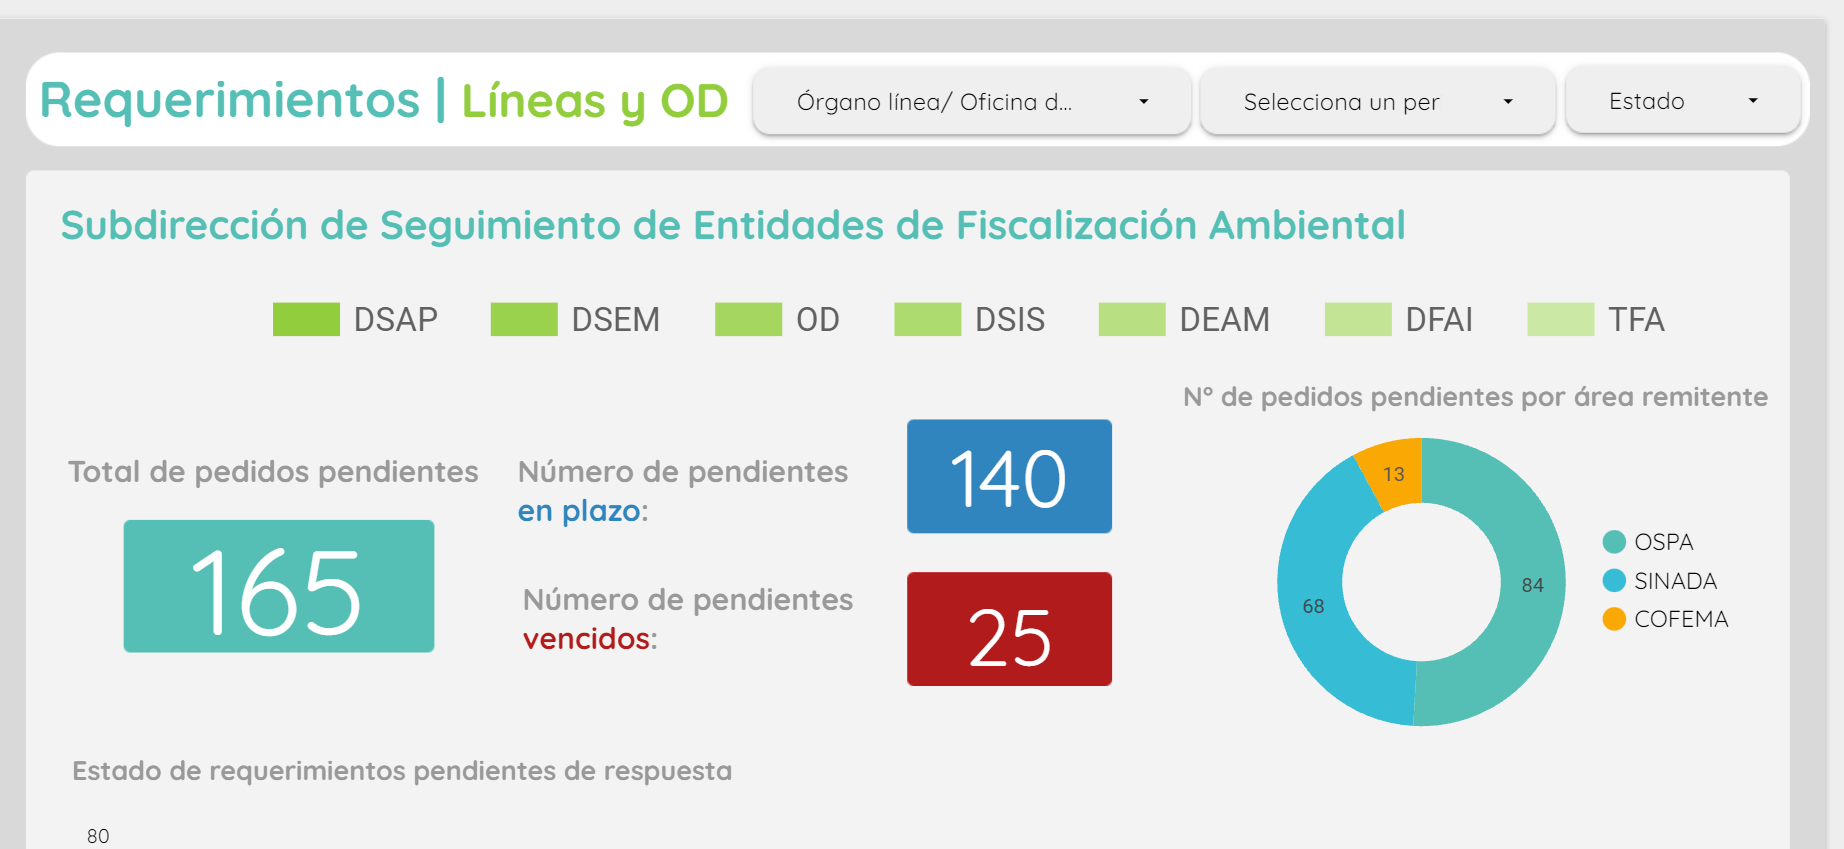 Requerimientos | Líneas y OD
Órgano línea/ Oficina d...
Selecciona un per
Estado
Subdirección de Seguimiento de Entidades de Fiscalización Ambiental
DSAP
DSEM
OD
DSIS
DEAM
DFAI
TFA
Total de pedidos pendientes
165
Número de pendientes
en plazo:
140
Número de pendientes
vencidos:
25
N° de pedidos pendientes por área remitente
13
84
68
OSPA
SINADA
COFEMA
Estado de requerimientos pendientes de respuesta
80